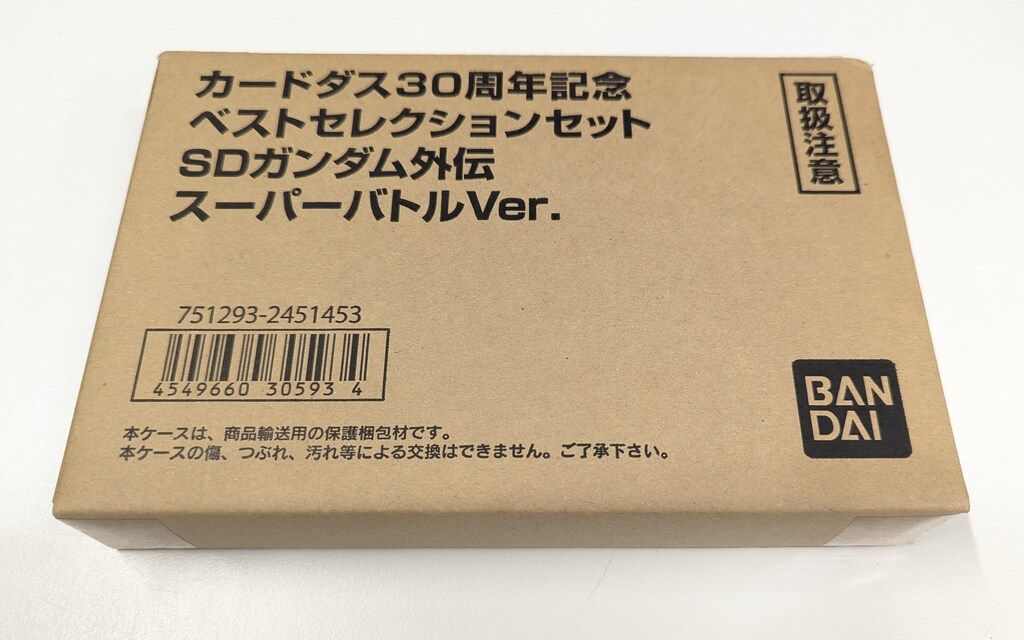 カードダス30周年記念
ベストセレクションセット
SDガンダム外伝
スーパーバトルVer.
取扱注意
751293-2451453
4549660 30593 4
本ケースは、商品輸送用の保護梱包材です。
本ケースの傷、つぶれ、汚れ等による交換はできません。ご了承下さい。
BAN
DAI